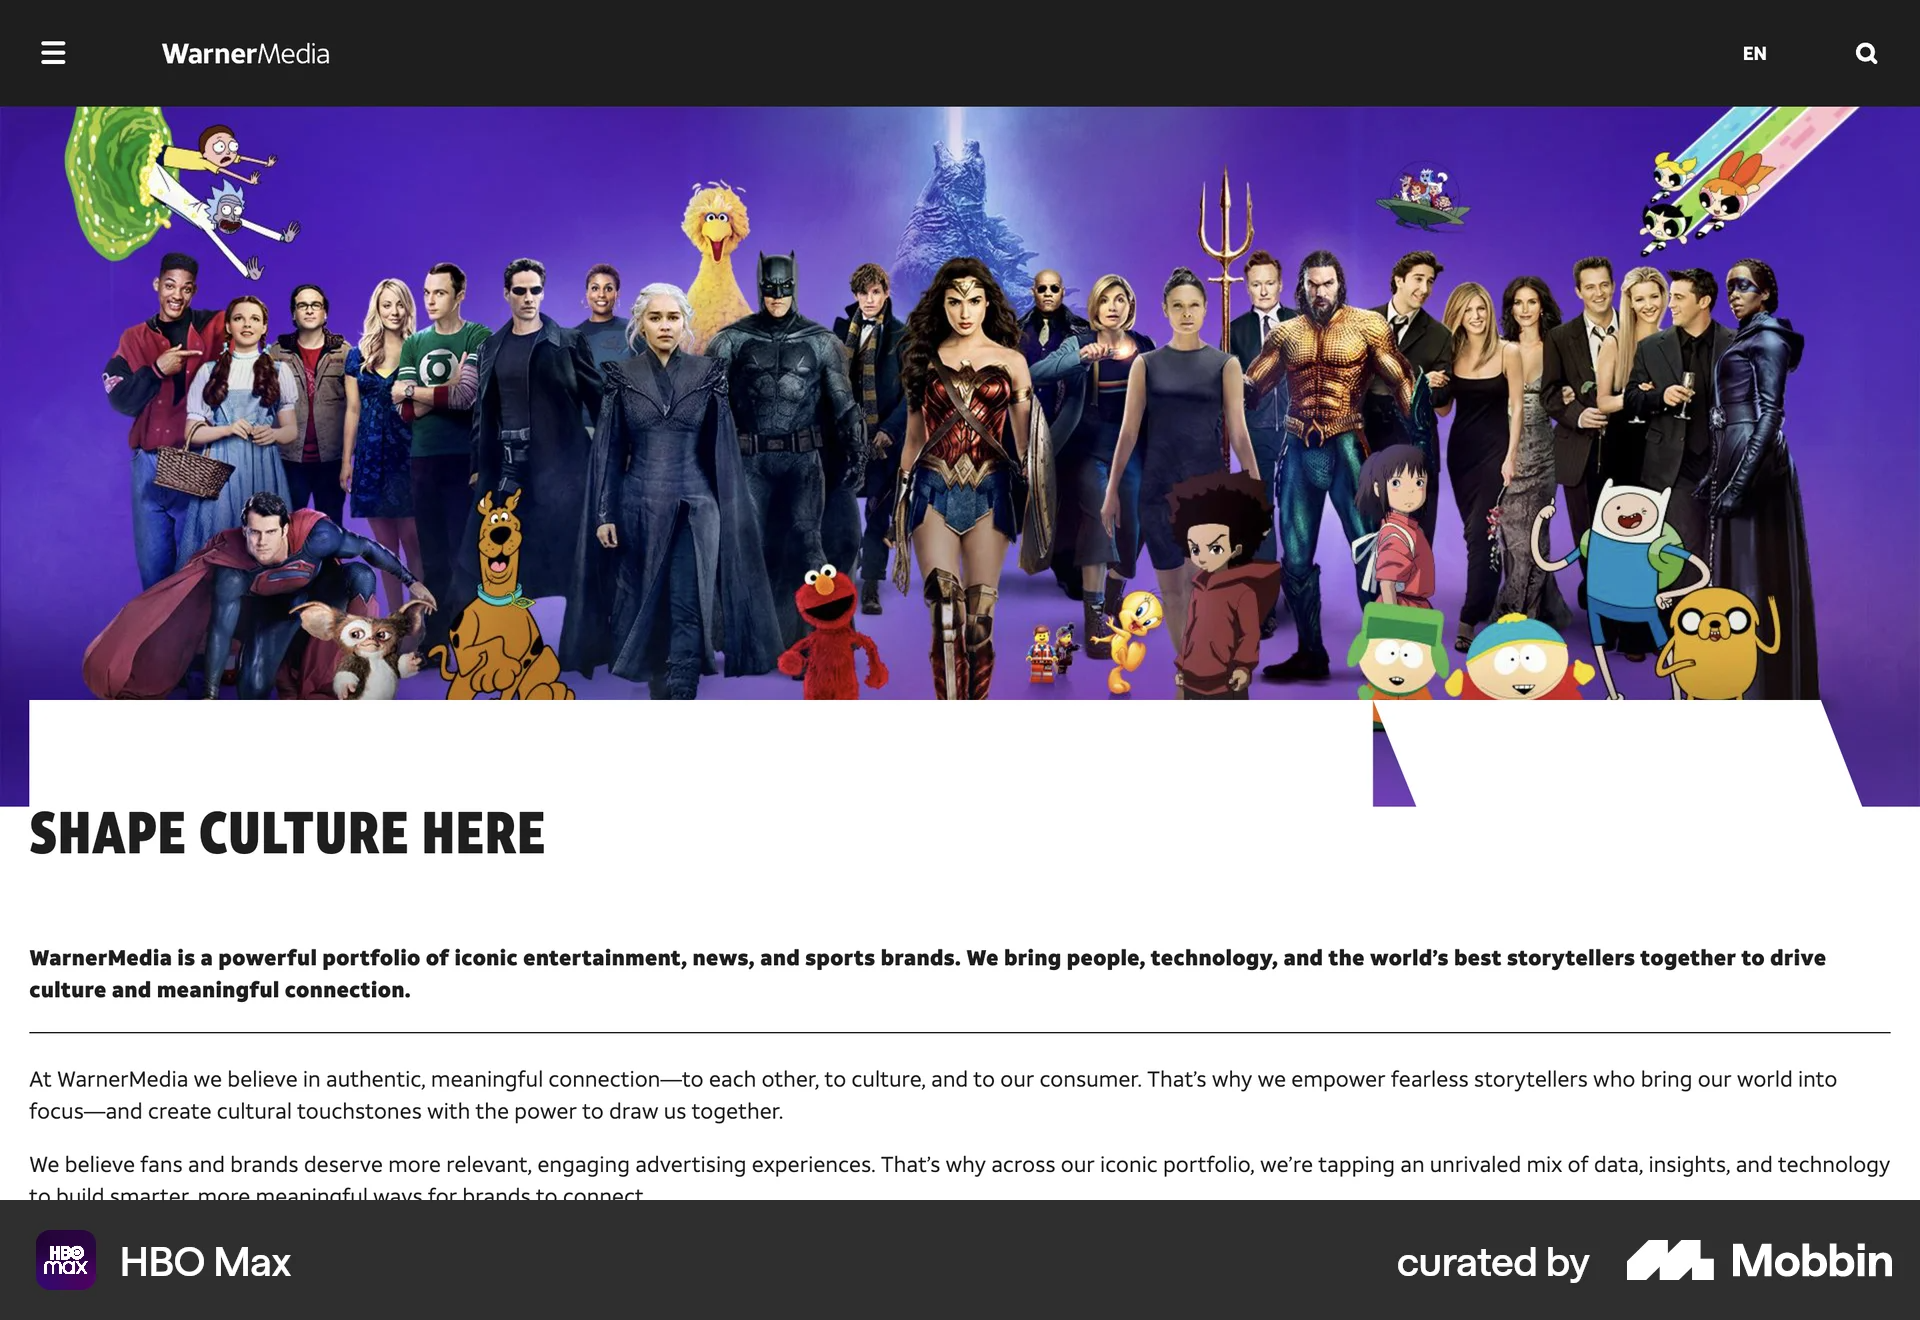 WarnerMedia
EN
SHAPE CULTURE HERE
WarnerMedia is a powerful portfolio of iconic entertainment, news, and sports brands. We bring people, technology, and the world’s best storytellers together to drive
culture and meaningful connection.
At WarnerMedia we believe in authentic, meaningful connection—to each other, to culture, and to our consumer. That’s why we empower fearless storytellers who bring our world into
focus—and create cultural touchstones with the power to draw us together.
We believe fans and brands deserve more relevant, engaging advertising experiences. That’s why across our iconic portfolio, we’re tapping an unrivaled mix of data, insights, and technology
to build smarter, more meaningful ways for brands to connect.
HBO
max
HBO Max
curated by
Mobbin